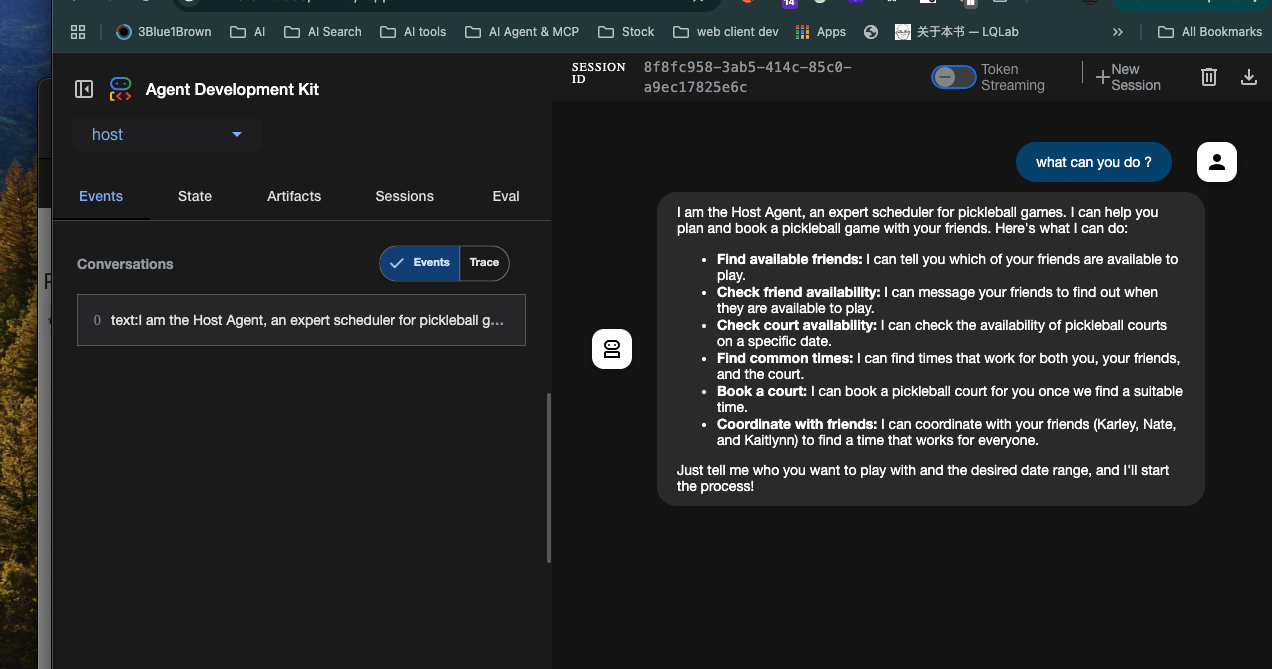 14
3Blue1Brown AI AI Search AI tools AI Agent & MCP Stock web client dev Apps 关于本书 — LQLab » All Bookmarks
Agent Development Kit
host
Events State Artifacts Sessions Eval
Conversations
Events Trace
0 text:I am the Host Agent, an expert scheduler for pickleball g...
SESSION
ID
8f8fc958-3ab5-414c-85c0-
a9ec17825e6c
Token
Streaming
New
Session
what can you do ?
I am the Host Agent, an expert scheduler for pickleball games. I can help you
plan and book a pickleball game with your friends. Here's what I can do:
• Find available friends: I can tell you which of your friends are available to
play.
• Check friend availability: I can message your friends to find out when
they are available to play.
• Check court availability: I can check the availability of pickleball courts
on a specific date.
• Find common times: I can find times that work for both you, your friends,
and the court.
• Book a court: I can book a pickleball court for you once we find a suitable
time.
• Coordinate with friends: I can coordinate with your friends (Karley, Nate,
and Kaitlynn) to find a time that works for everyone.
Just tell me who you want to play with and the desired date range, and I'll start
the process!